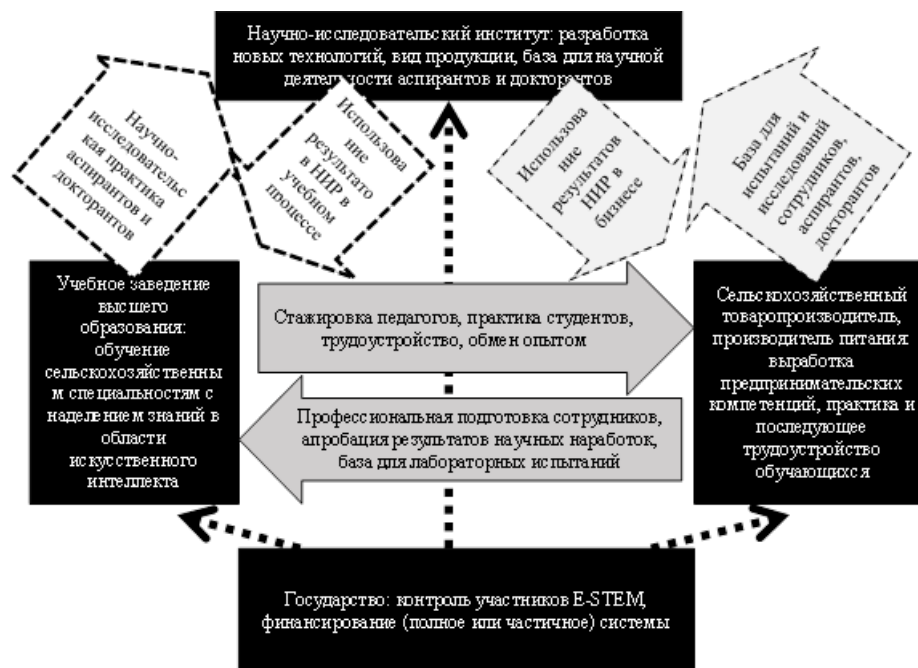 Научно-исследовательский институт: разработка
новых технологий, вид продукции, база для научной
деятельности аспирантов и докторантов
Научно-
исследовательс
кая практика
аспирантов и
докторантов
Использова
ние
результато
в НИР в
учебном
процессе
Использова
ние
результатов
НИР в
бизнесе
База для
испытаний и
исследований
сотрудников,
аспирантов,
докторантов
Учебное заведение
высшего
образования:
обучение
сельскохозяйственны
м специальностям с
наделением знаний в
области
искусственного
интеллекта
Стажировка педагогов, практика студентов,
трудоустройство, обмен опытом
Профессиональная подготовка сотрудников,
апробация результатов научных наработок,
база для лабораторных испытаний
Сельскохозяйственный
товаропроизводитель,
производитель питания:
выработка
предпринимательских
компетенций, практика и
последующее
трудоустройство
обучающихся
Государство: контроль участников E-STEM,
финансирование (полное или частичное) системы